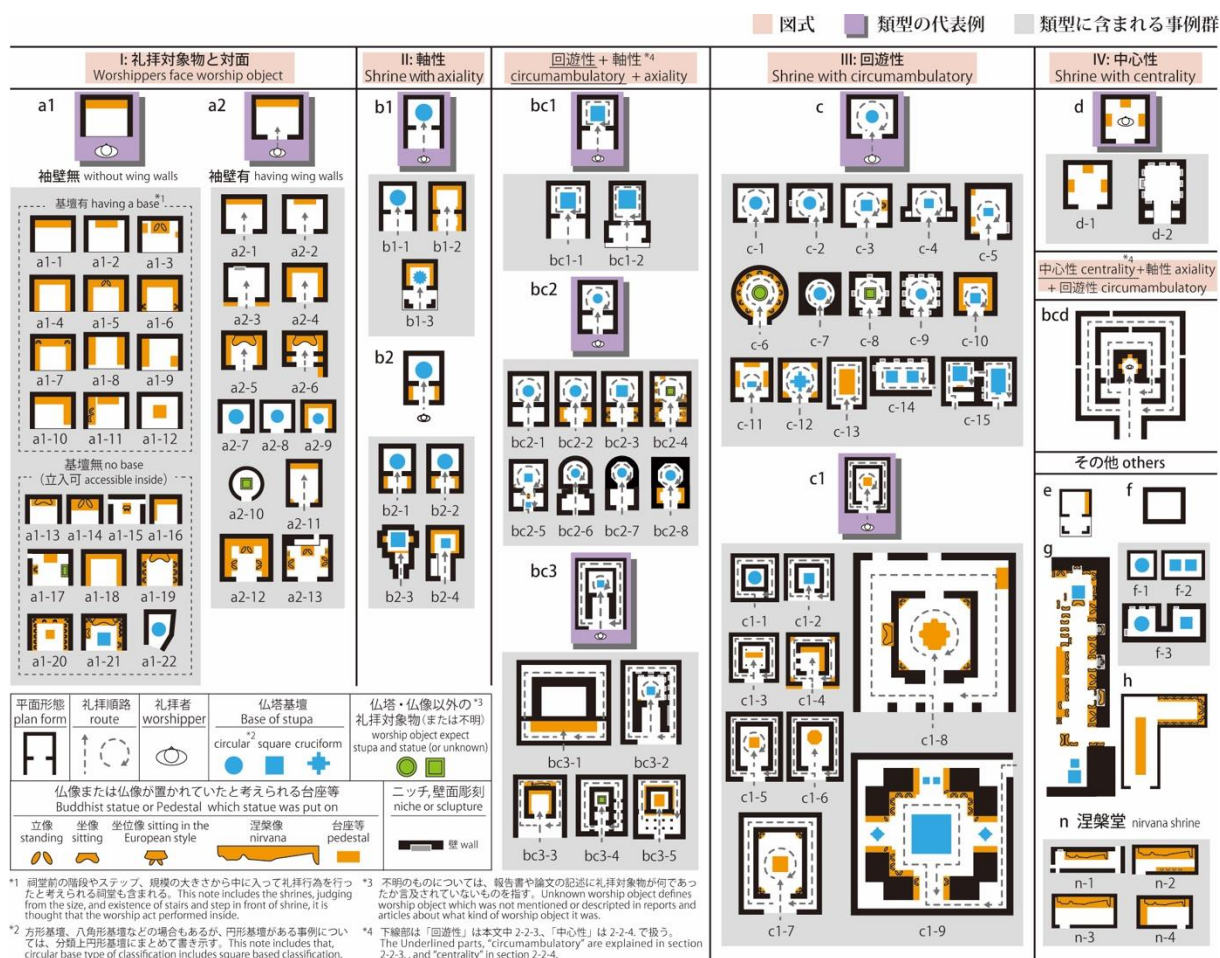 図式 類型の代表例 類型に含まれる事例群
I: 礼拝対象物と対面
Worshippers face worship object
II: 軸性
Shrine with axiality
回遊性 + 軸性 *4
circumambulatory + axiality
III: 回遊性
Shrine with circumambulatory
IV: 中心性
Shrine with centrality
a1
袖壁無 without wing walls
基壇有 having a base *1
a1-1 a1-2 a1-3
a1-4 a1-5 a1-6
a1-7 a1-8 a1-9
a1-10 a1-11 a1-12
基壇無 no base
(立入可 accessible inside)
a1-13 a1-14 a1-15 a1-16
a1-17 a1-18 a1-19
a1-20 a1-21 a1-22
a2
袖壁有 having wing walls
a2-1 a2-2
a2-3 a2-4
a2-5 a2-6
a2-7 a2-8 a2-9
a2-10 a2-11
a2-12 a2-13
b1
b1-1 b1-2
b1-3
b2
b2-1 b2-2
b2-3 b2-4
bc1
bc1-1 bc1-2
bc2
bc2-1 bc2-2 bc2-3 bc2-4
bc2-5 bc2-6 bc2-7 bc2-8
bc3
bc3-1 bc3-2
bc3-3 bc3-4 bc3-5
c
c-1 c-2 c-3 c-4 c-5
c-6 c-7 c-8 c-9 c-10
c-11 c-12 c-13 c-14 c-15
c1
c1-1 c1-2
c1-3 c1-4
c1-5 c1-6
c1-7
c1-8
c1-9
d
d-1 d-2
*4
中心性 centrality+軸性 axiality
+ 回遊性 circumambulatory
bcd
その他 others
e f
g
f-1 f-2
f-3
h
n 涅槃堂 nirvana shrine
n-1 n-2
n-3 n-4
平面形態
plan form
礼拝順路
route
礼拝者
worshipper
仏塔基壇
Base of stupa
*2
circular square cruciform
仏塔・仏像以外の *3
礼拝対象物(または不明)
worship object expect
stupa and statue (or unknown)
仏像または仏像が置かれていたと考えられる台座等
Buddhist statue or Pedestal which statue was put on
立像
standing
坐像
sitting
坐位像 sitting in the
European style
涅槃像
nirvana
台座等
pedestal
ニッチ,壁面彫刻
niche or sclupture
壁 wall
*1 祠堂前の階段やステップ、規模の大きさから中に入って礼拝行為を行っ
たと考えられる祠堂も含まれる。This note includes the shrines, judging
from the size, and existence of stairs and step in front of shrine, it is
thought that the worship act performed inside.
*2 方形基壇、八角形基壇などの場合もあるが、円形基壇がある事例につ
いては、分類上円形基壇にまとめて書き示す。This note includes that,
circular base type of classification includes square based classification.
*3 不明のものについては、報告書や論文の記述に礼拝対象が何であっ
たか言及されていないものを指す。Unknown worship object defines
worship object which was not mentioned or descripted in reports and
articles about what kind of worship object it was.
*4 下線部は「回遊性」は本文中 2-2-3.、「中心性」は 2-2-4. で扱う。
The Underlined parts, "circumambulatory" are explained in section
2-2-3. , and "centrality" in section 2-2-4.